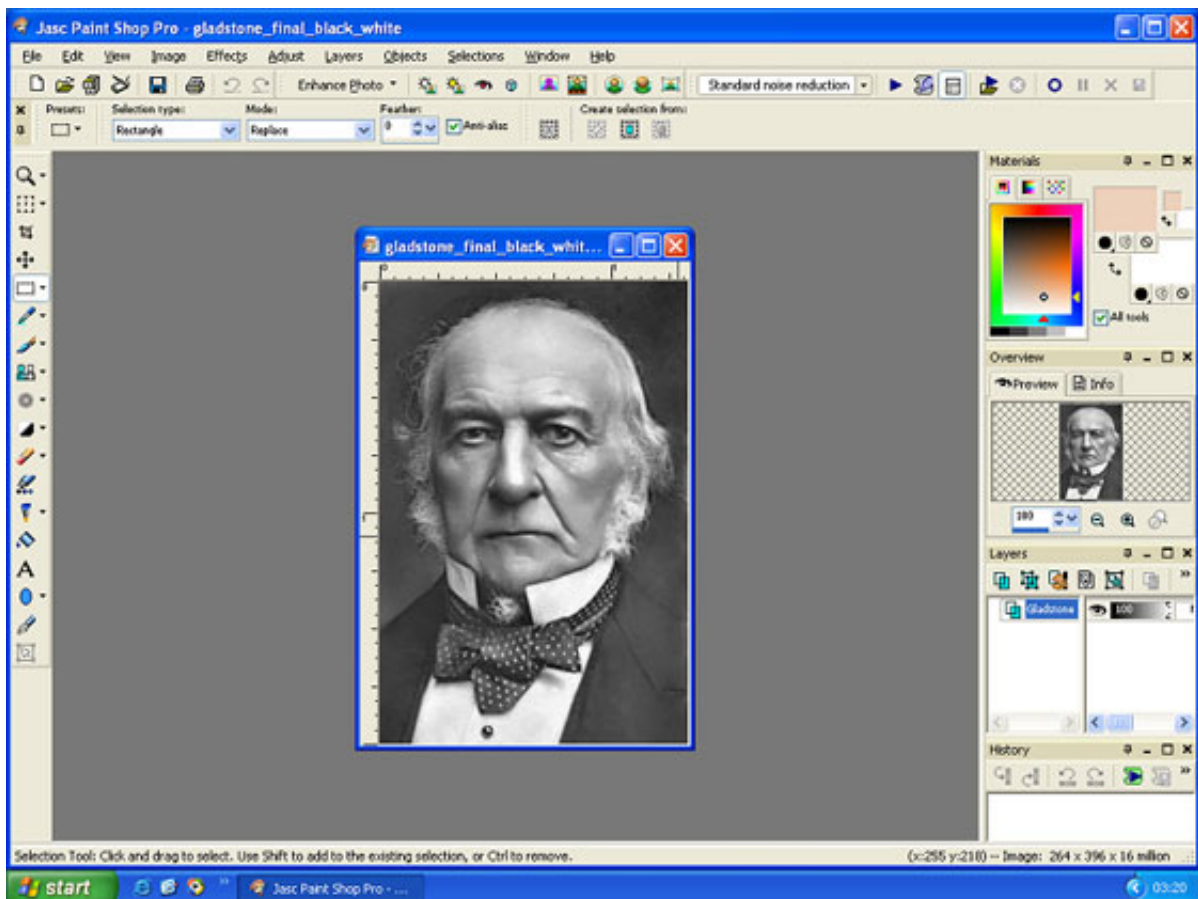 Jasc Paint Shop Pro - gladstone_final_black_white
File Edit View Image Effects Adjust Layers Objects Selections Window Help
Enhance Photo Standard noise reduction
Presets: Selection type: Mode: Feather: Create selection from:
Rectangle Replace 0 Anti-alias
Materials
gladstone_final_black_whit...
All tools
Overview
Preview Info
100
Layers
Gladstone 100
History
Selection Tool: Click and drag to select. Use Shift to add to the existing selection, or Ctrl to remove. (x:255 y:218) -- Image: 264 x 396 x 16 million
start Jasc Paint Shop Pro - .... 03:20